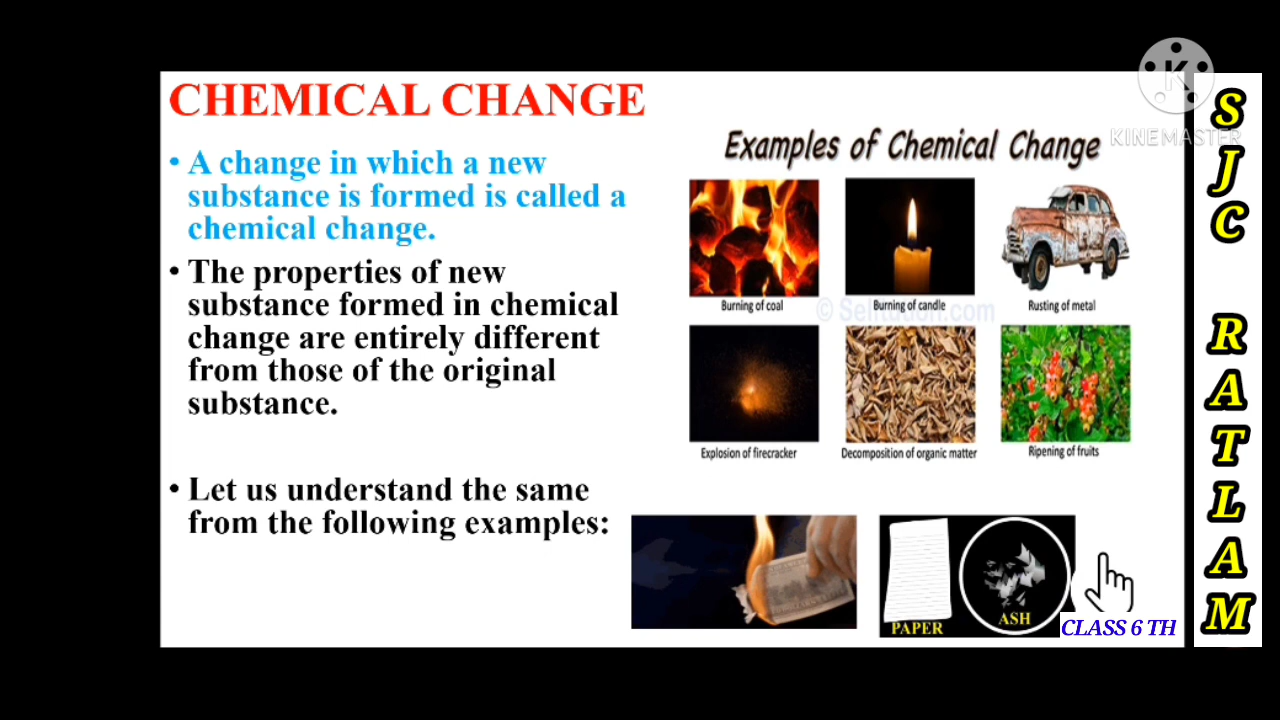 CHEMICAL CHANGE
• A change in which a new
substance is formed is called a
chemical change.
• The properties of new
substance formed in chemical
change are entirely different
from those of the original
substance.
• Let us understand the same
from the following examples:
Examples of Chemical Change
Burning of coal
Burning of candle
Rusting of metal
Explosion of firecracker
Decomposition of organic matter
Ripening of fruits
PAPER
ASH
CLASS 6 TH
K
KINEMASTER
SJC
RATLAM